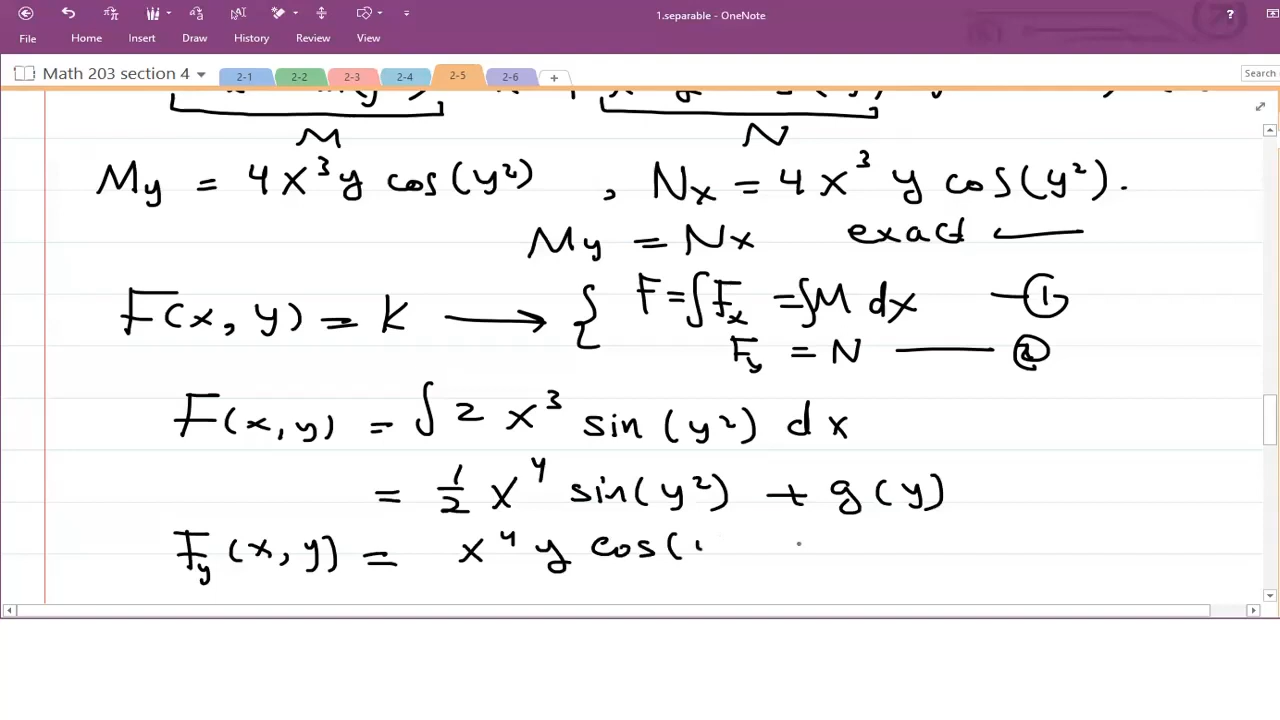 1.separable - OneNote
?
File Home Insert Draw History Review View
Math 203 section 4 2-1 2-2 2-3 2-4 2-5 2-6 + Search
M N
My = 4x³y cos(y²) , Nx = 4x³ y cos(y²).
My = Nx exact
F(x, y) = K → { F = ∫Fx = ∫M dx — ①
Fy = N — ②
F(x,y) = ∫ 2 x³ sin(y²) dx
= 1/2 x⁴ sin(y²) + g(y)
Fy(x, y) = x⁴ y cos(